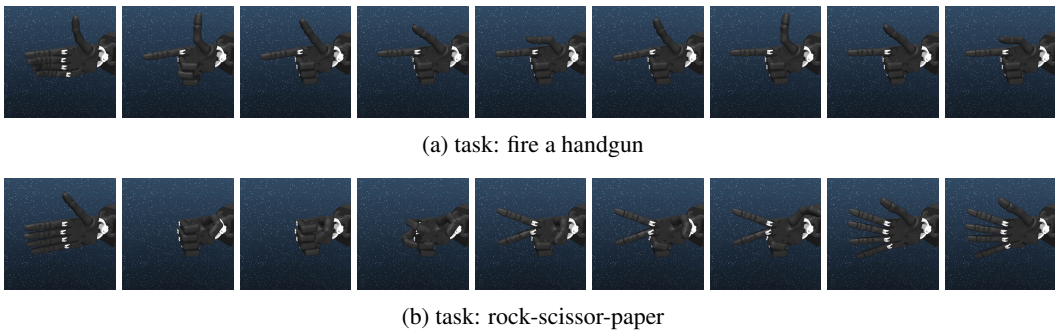 (a) task: fire a handgun
(b) task: rock-scissor-paper